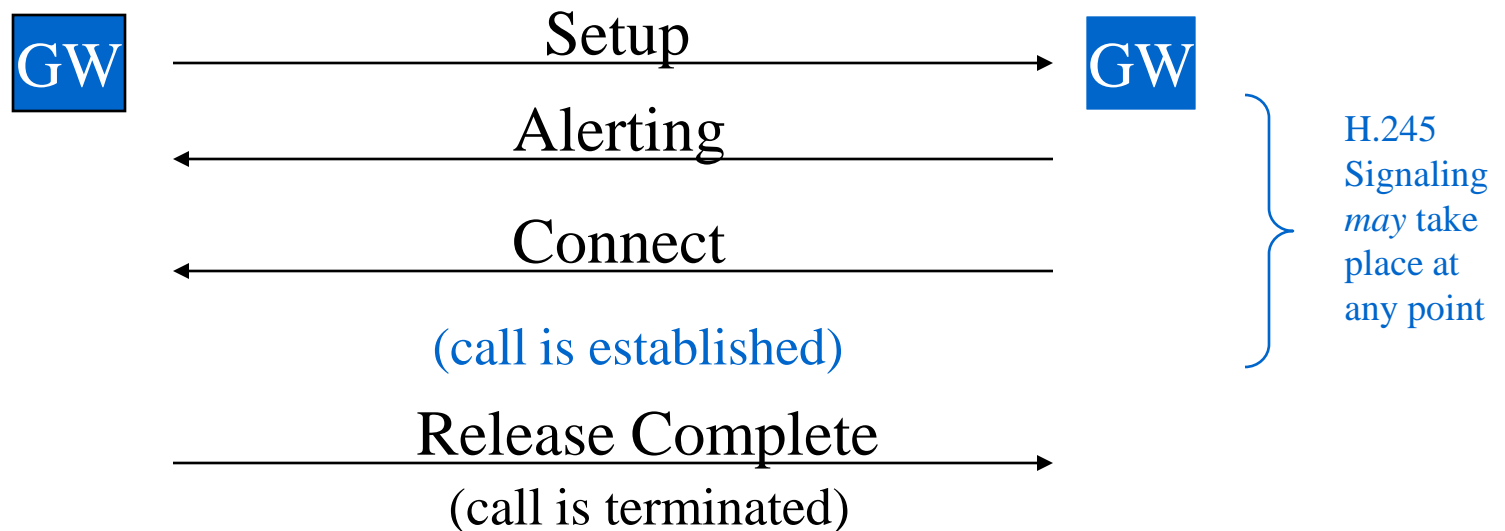 GW
Setup
GW
Alerting
Connect
(call is established)
Release Complete
(call is terminated)
H.245
Signaling
may take
place at
any point